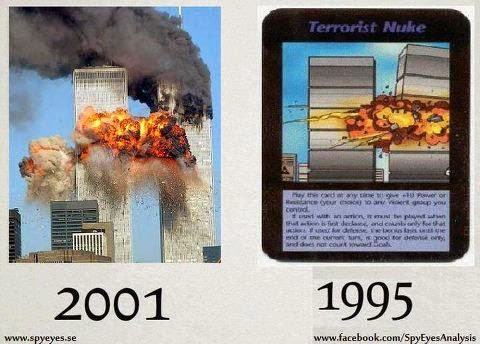 Terrorist Nuke
Play this card at any time to give +10 Power or
Resistance (your choice) to any violent group you
control.
If used with an action, it must be played when
that action is first declared, and counts only for that
action. If used for defense, the bonus lasts until the
end of the current turn, is good for defense only,
and does not count toward Goals.
2001
1995
www.spyeyes.se
www.facebook.com/SpyEyesAnalysis